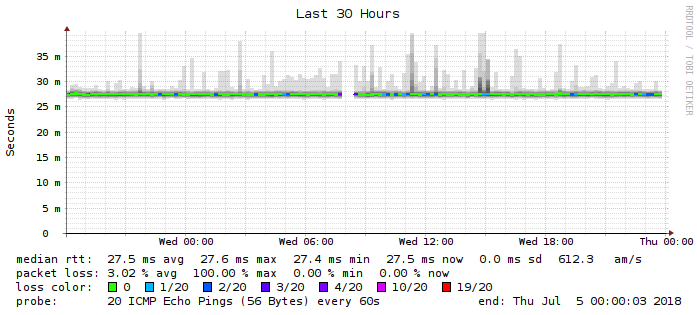 Last 30 Hours
RRDTOOL / TOBI OETIKER
Seconds
35 m
30 m
25 m
20 m
15 m
10 m
5 m
0
Wed 00:00 Wed 06:00 Wed 12:00 Wed 18:00 Thu 00:00
median rtt: 27.5 ms avg 27.6 ms max 27.4 ms min 27.5 ms now 0.0 ms sd 612.3 am/s
packet loss: 3.02 % avg 100.00 % max 0.00 % min 0.00 % now
loss color: 0 1/20 2/20 3/20 4/20 10/20 19/20
probe: 20 ICMP Echo Pings (56 Bytes) every 60s end: Thu Jul 5 00:00:03 2018